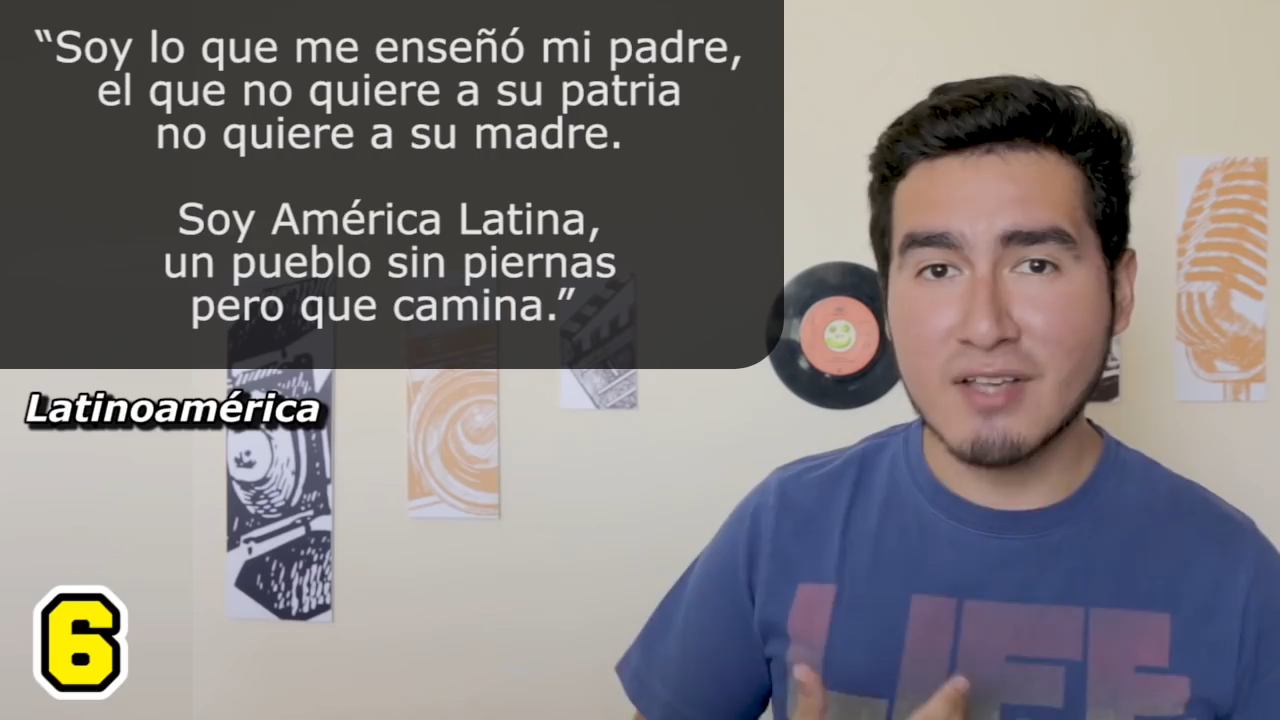 “Soy lo que me enseñó mi padre,
el que no quiere a su patria
no quiere a su madre.
Soy América Latina,
un pueblo sin piernas
pero que camina.”
Latinoamérica
6
LIFE